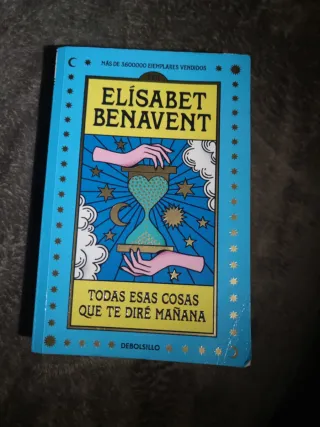 MÁS DE 3600000 EJEMPLARES VENDIDOS
ELÍSABET
BENAVENT
TODAS ESAS COSAS
QUE TE DIRÉ MAÑANA
DEBOLSILLO